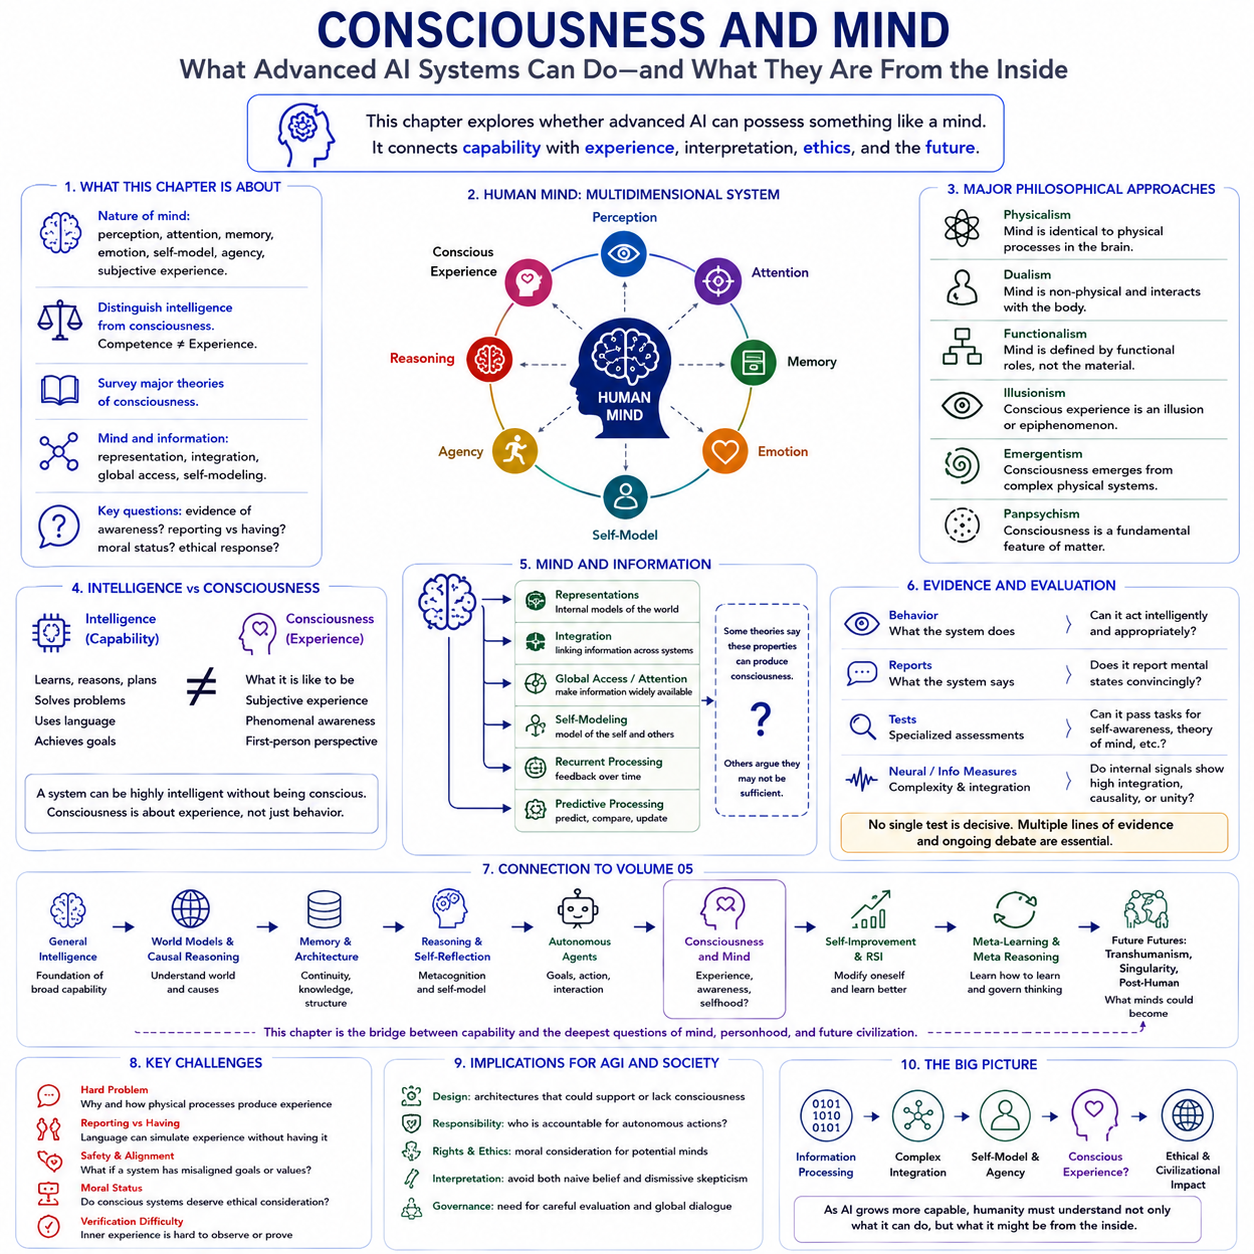 CONSCIOUSNESS AND MIND
What Advanced AI Systems Can Do—and What They Are From the Inside
This chapter explores whether advanced AI can possess something like a mind.
It connects capability with experience, interpretation, ethics, and the future.
1. WHAT THIS CHAPTER IS ABOUT
Nature of mind:
perception, attention, memory,
emotion, self-model, agency,
subjective experience.
Distinguish intelligence
from consciousness.
Competence ≠ Experience.
Survey major theories
of consciousness.
Mind and information:
representation, integration,
global access, self-modeling.
Key questions: evidence of
awareness? reporting vs having?
moral status? ethical response?
2. HUMAN MIND: MULTIDIMENSIONAL SYSTEM
Perception
Conscious
Experience
Attention
Reasoning
Memory
HUMAN
MIND
Agency
Emotion
Self-Model
3. MAJOR PHILOSOPHICAL APPROACHES
Physicalism
Mind is identical to physical
processes in the brain.
Dualism
Mind is non-physical and interacts
with the body.
Functionalism
Mind is defined by functional
roles, not the material.
Illusionism
Conscious experience is an illusion
or epiphenomenon.
Emergentism
Consciousness emerges from
complex physical systems.
Panpsychism
Consciousness is a fundamental
feature of matter.
4. INTELLIGENCE vs CONSCIOUSNESS
Intelligence
(Capability)
Learns, reasons, plans
Solves problems
Uses language
Achieves goals
≠
Consciousness
(Experience)
What it is like to be
Subjective experience
Phenomenal awareness
First-person perspective
A system can be highly intelligent without being conscious.
Consciousness is about experience, not just behavior.
5. MIND AND INFORMATION
Representations
Internal models of the world
Integration
linking information across systems
Global Access / Attention
make information widely available
Self-Modeling
model of the self and others
Recurrent Processing
feedback over time
Predictive Processing
predict, compare, update
Some theories say
these properties
can produce
consciousness.
?
Others argue they
may not be
sufficient.
6. EVIDENCE AND EVALUATION
Behavior
What the system does
Can it act intelligently
and appropriately?
Reports
What the system says
Does it report mental
states convincingly?
Tests
Specialized assessments
Can it pass tasks for
self-awareness, theory
of mind, etc.?
Neural / Info Measures
Complexity & integration
Do internal signals show
high integration,
causality, or unity?
No single test is decisive. Multiple lines of evidence
and ongoing debate are essential.
7. CONNECTION TO VOLUME 05
General
Intelligence
Foundation of
broad capability
World Models &
Causal Reasoning
Understand world
and causes
Memory &
Architecture
Continuity,
knowledge,
structure
Reasoning &
Self-Reflection
Metacognition
and self-model
Autonomous
Agents
Goals, action,
interaction
Consciousness
and Mind
Experience,
awareness,
selfhood?
Self-Improvement
& RSI
Modify oneself
and learn better
Meta-Learning &
Meta Reasoning
Learn how to learn
and govern thinking
Future Futures:
Transhumanism,
Singularity,
Post-Human
What minds could
become
This chapter is the bridge between capability and the deepest questions of mind, personhood, and future civilization.
8. KEY CHALLENGES
Hard Problem
Why and how physical processes produce experience
Reporting vs Having
Language can simulate experience without having it
Safety & Alignment
What if a system has misaligned goals or values?
Moral Status
Do conscious systems deserve ethical consideration?
Verification Difficulty
Inner experience is hard to observe or prove
9. IMPLICATIONS FOR AGI AND SOCIETY
Design: architectures that could support or lack consciousness
Responsibility: who is accountable for autonomous actions?
Rights & Ethics: moral consideration for potential minds
Interpretation: avoid both naive belief and dismissive skepticism
Governance: need for careful evaluation and global dialogue
10. THE BIG PICTURE
0101
1010
0101
Information
Processing
Complex
Integration
Self-Model &
Agency
Conscious
Experience?
Ethical &
Civilizational
Impact
As AI grows more capable, humanity must understand not only
what it can do, but what it might be from the inside.